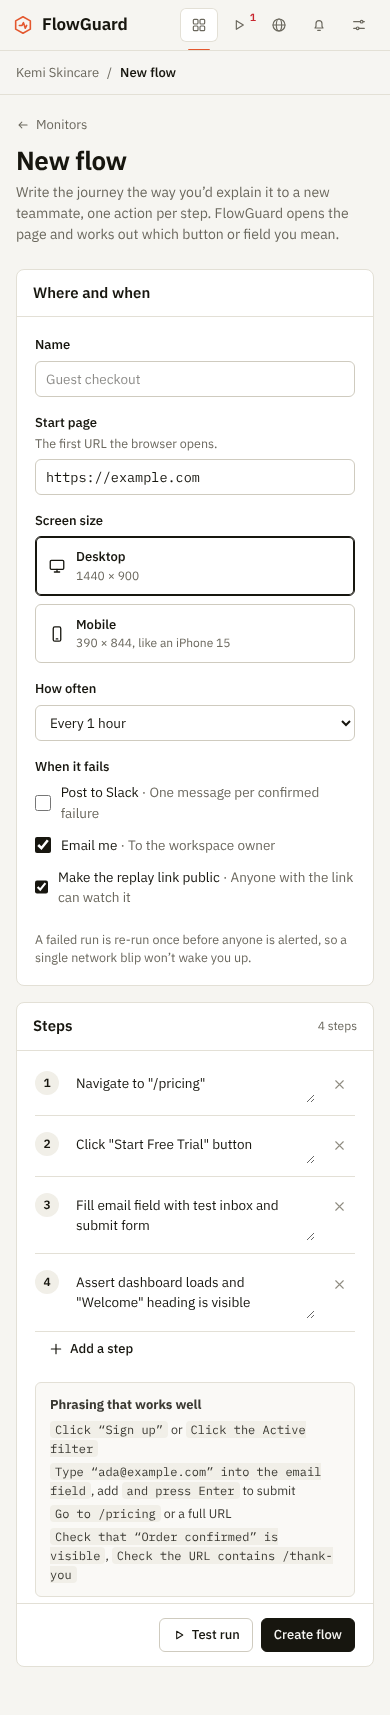 FlowGuard
1
Kemi Skincare / New flow
← Monitors
New flow
Write the journey the way you’d explain it to a new
teammate, one action per step. FlowGuard opens the
page and works out which button or field you mean.
Where and when
Name
Guest checkout
Start page
The first URL the browser opens.
https://example.com
Screen size
Desktop
1440 × 900
Mobile
390 × 844, like an iPhone 15
How often
Every 1 hour
When it fails
Post to Slack · One message per confirmed
failure
Email me · To the workspace owner
Make the replay link public · Anyone with the link
can watch it
A failed run is re-run once before anyone is alerted, so a
single network blip won’t wake you up.
Steps 4 steps
1 Navigate to "/pricing"
2 Click "Start Free Trial" button
3 Fill email field with test inbox and
submit form
4 Assert dashboard loads and
"Welcome" heading is visible
+ Add a step
Phrasing that works well
Click “Sign up” or Click the Active
filter
Type “ada@example.com” into the email
field , add and press Enter to submit
Go to /pricing or a full URL
Check that “Order confirmed” is
visible , Check the URL contains /thank-
you
Test run Create flow